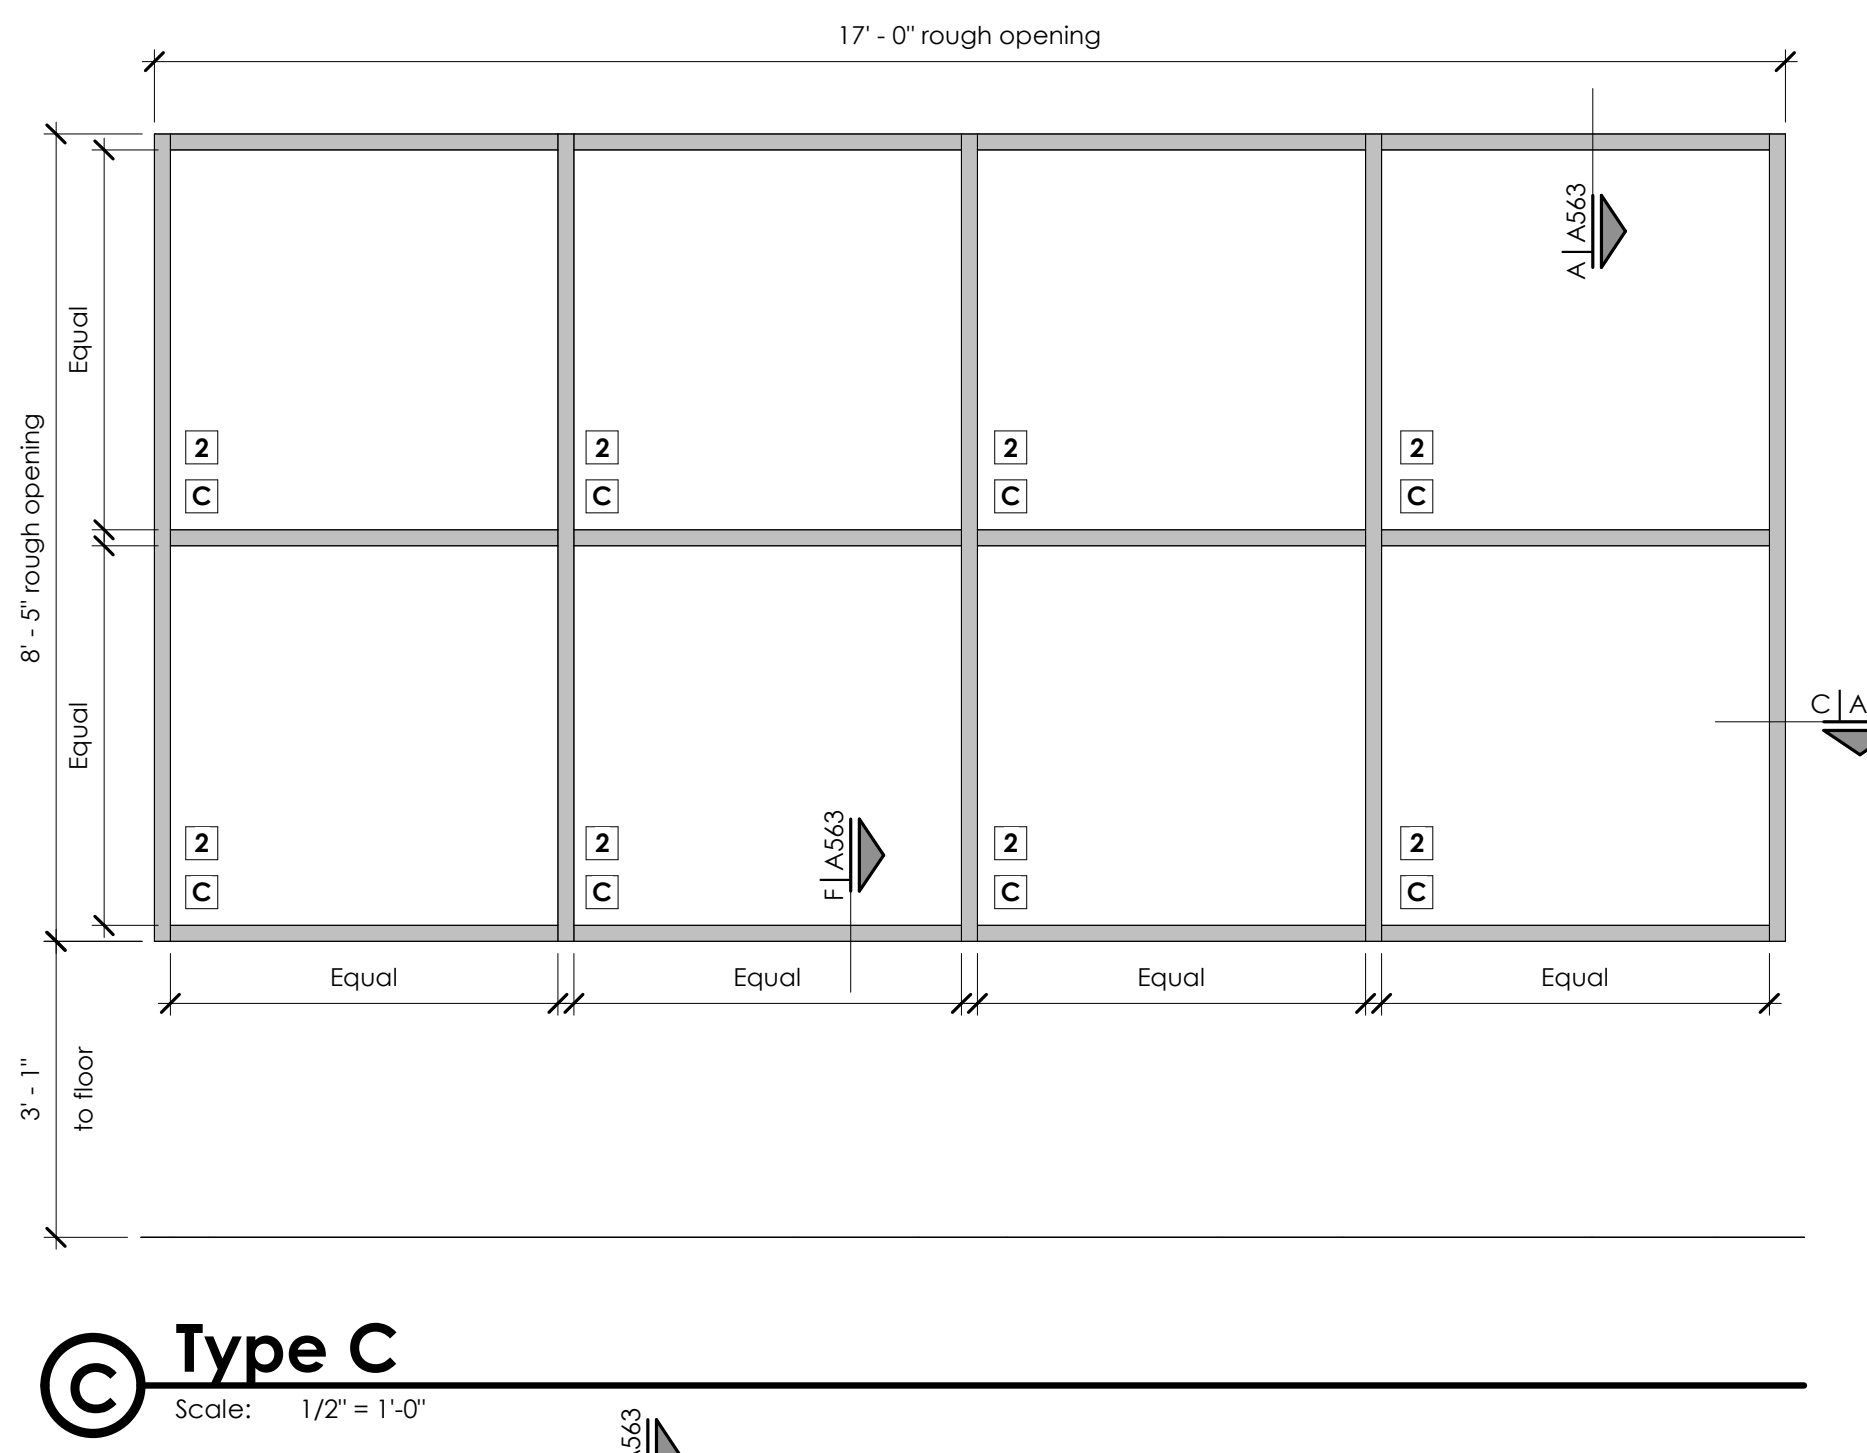 17' - 0" rough opening
A | A563
Equal
8' - 5" rough opening
2 2 2 2
C C C C
C | A
Equal
F | A563
2 2 2 2
C C C C
Equal Equal Equal Equal
3' - 1"
to floor
C
Type C
Scale: 1/2" = 1'-0"
A563